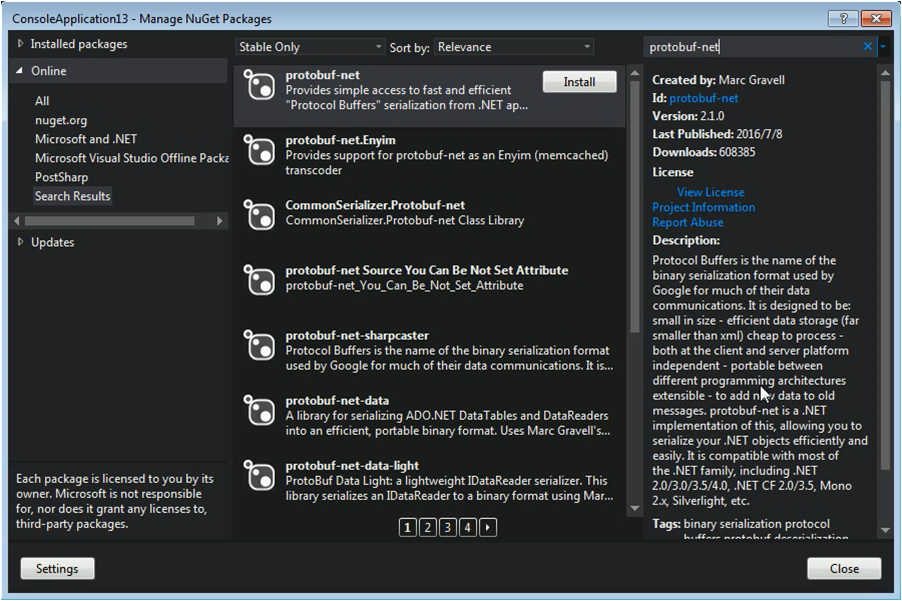 ConsoleApplication13 - Manage NuGet Packages
Installed packages
Online
All
nuget.org
Microsoft and .NET
Microsoft Visual Studio Offline Packa
PostSharp
Search Results
Updates
Each package is licensed to you by its
owner. Microsoft is not responsible
for, nor does it grant any licenses to,
third-party packages.
Settings
Stable Only
Sort by: Relevance
protobuf-net
Provides simple access to fast and efficient
"Protocol Buffers" serialization from .NET ap...
Install
protobuf-net.Enyim
Provides support for protobuf-net as an Enyim (memcached)
transcoder
CommonSerializer.Protobuf-net
CommonSerializer.Protobuf-net Class Library
protobuf-net Source You Can Be Not Set Attribute
protobuf-net_You_Can_Be_Not_Set_Attribute
protobuf-net-sharpcaster
Protocol Buffers is the name of the binary serialization format
used by Google for much of their data communications. It is...
protobuf-net-data
A library for serializing ADO.NET DataTables and DataReaders
into an efficient, portable binary format. Uses Marc Gravell's...
protobuf-net-data-light
ProtoBuf Data Light: a lightweight IDataReader serializer. This
library serializes an IDataReader to a binary format using Mar...
1 2 3 4
protobuf-net
Created by: Marc Gravell
Id: protobuf-net
Version: 2.1.0
Last Published: 2016/7/8
Downloads: 608385
License
View License
Project Information
Report Abuse
Description:
Protocol Buffers is the name of the
binary serialization format used by
Google for much of their data
communications. It is designed to be:
small in size - efficient data storage (far
smaller than xml) cheap to process -
both at the client and server platform
independent - portable between
different programming architectures
extensible - to add new data to old
messages. protobuf-net is a .NET
implementation of this, allowing you to
serialize your .NET objects efficiently and
easily. It is compatible with most of
the .NET family, including .NET
2.0/3.0/3.5/4.0, .NET CF 2.0/3.5, Mono
2.x, Silverlight, etc.
Tags: binary serialization protocol
buffers protobuf deserialization
Close